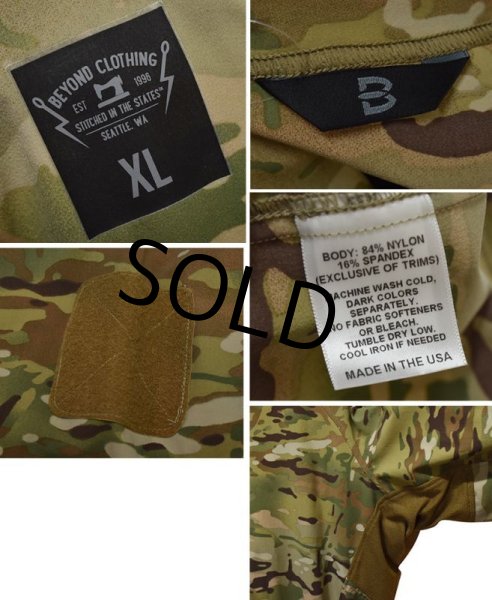 BEYOND CLOTHING
EST 1996
STITCHED IN THE STATES™
SEATTLE, WA
XL
B
BODY: 84% NYLON
16% SPANDEX
(EXCLUSIVE OF TRIMS)
MACHINE WASH COLD,
DARK COLORS
SEPARATELY.
NO FABRIC SOFTENERS
OR BLEACH.
TUMBLE DRY LOW.
COOL IRON IF NEEDED
MADE IN THE USA
SOLD